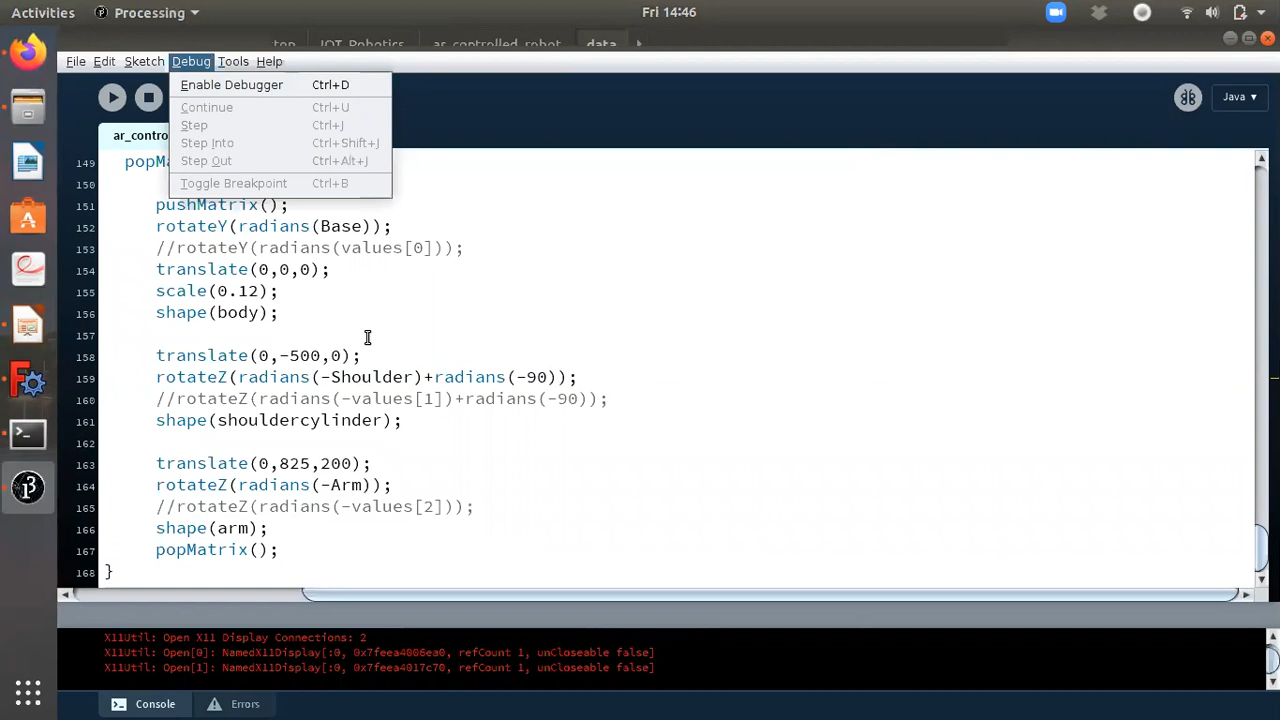 Activities Processing Fri 14:46
top IOT_Robotics ar_controlled_robot data
File Edit Sketch Debug Tools Help
Enable Debugger Ctrl+D
Continue Ctrl+U
Step Ctrl+J
Step Into Ctrl+Shift+J
Step Out Ctrl+Alt+J
Toggle Breakpoint Ctrl+B
Java
ar_contro
149 popMa
150
151 pushMatrix();
152 rotateY(radians(Base));
153 //rotateY(radians(values[0]));
154 translate(0,0,0);
155 scale(0.12);
156 shape(body);
157
158 translate(0,-500,0);
159 rotateZ(radians(-Shoulder)+radians(-90));
160 //rotateZ(radians(-values[1])+radians(-90));
161 shape(shouldercylinder);
162
163 translate(0,825,200);
164 rotateZ(radians(-Arm));
165 //rotateZ(radians(-values[2]));
166 shape(arm);
167 popMatrix();
168 }
X11Util: Open X11 Display Connections: 2
X11Util: Open[0]: NamedX11Display[:0, 0x7feea4006ea0, refCount 1, unCloseable false]
X11Util: Open[1]: NamedX11Display[:0, 0x7feea4017c70, refCount 1, unCloseable false]
Console Errors